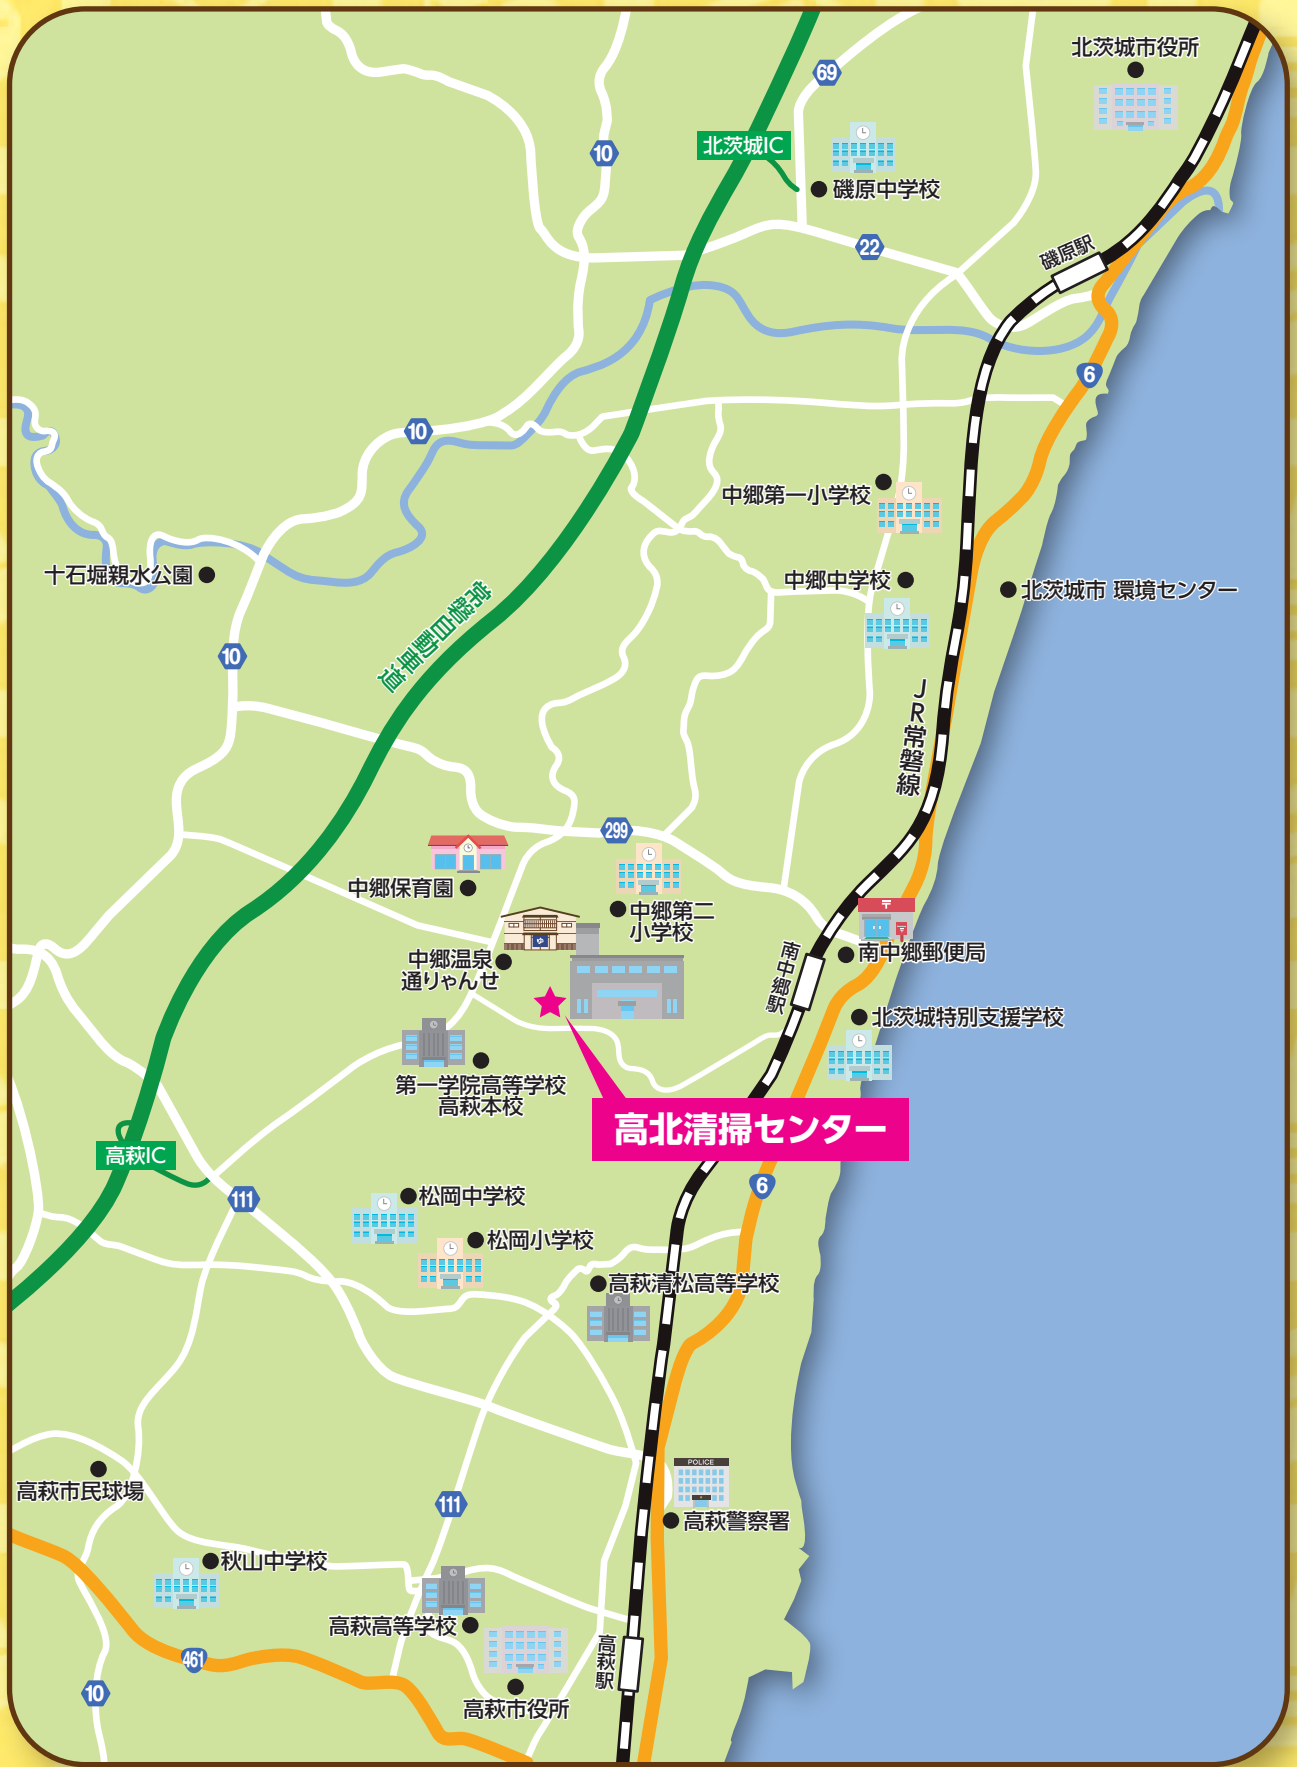 北茨城市役所
69
10
北茨城IC
磯原中学校
22
磯原駅
6
10
中郷第一小学校
十石堀親水公園
中郷中学校
北茨城市 環境センター
常磐自動車道
10
JR常磐線
299
中郷保育園
中郷第二
小学校
〒
〒
中郷温泉
通りゃんせ
ゆ
南中郷駅
南中郷郵便局
北茨城特別支援学校
第一学院高等学校
高萩本校
高北清掃センター
高萩IC
111
松岡中学校
6
松岡小学校
高萩清松高等学校
POLICE
高萩市民球場
111
高萩警察署
秋山中学校
高萩高等学校
461
高萩駅
10
高萩市役所